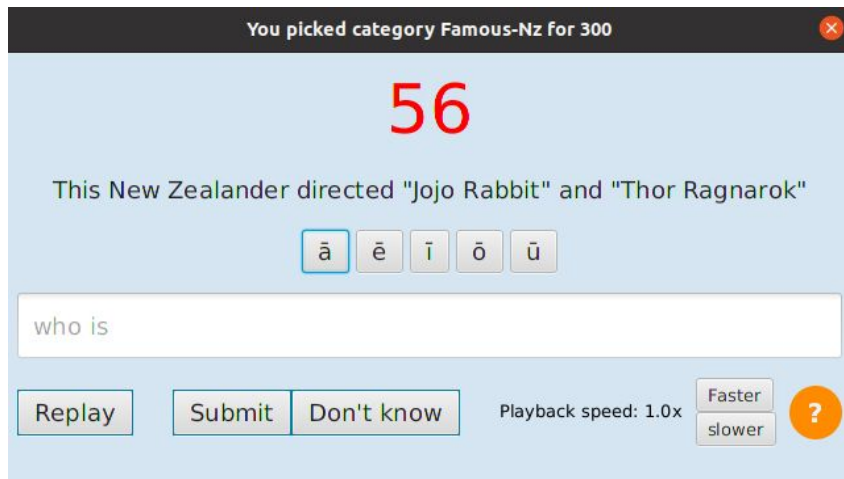 You picked category Famous-Nz for 300
56
This New Zealander directed "Jojo Rabbit" and "Thor Ragnarok"
ā ē ī ō ū
who is
Replay Submit Don't know Playback speed: 1.0x Faster
slower
?